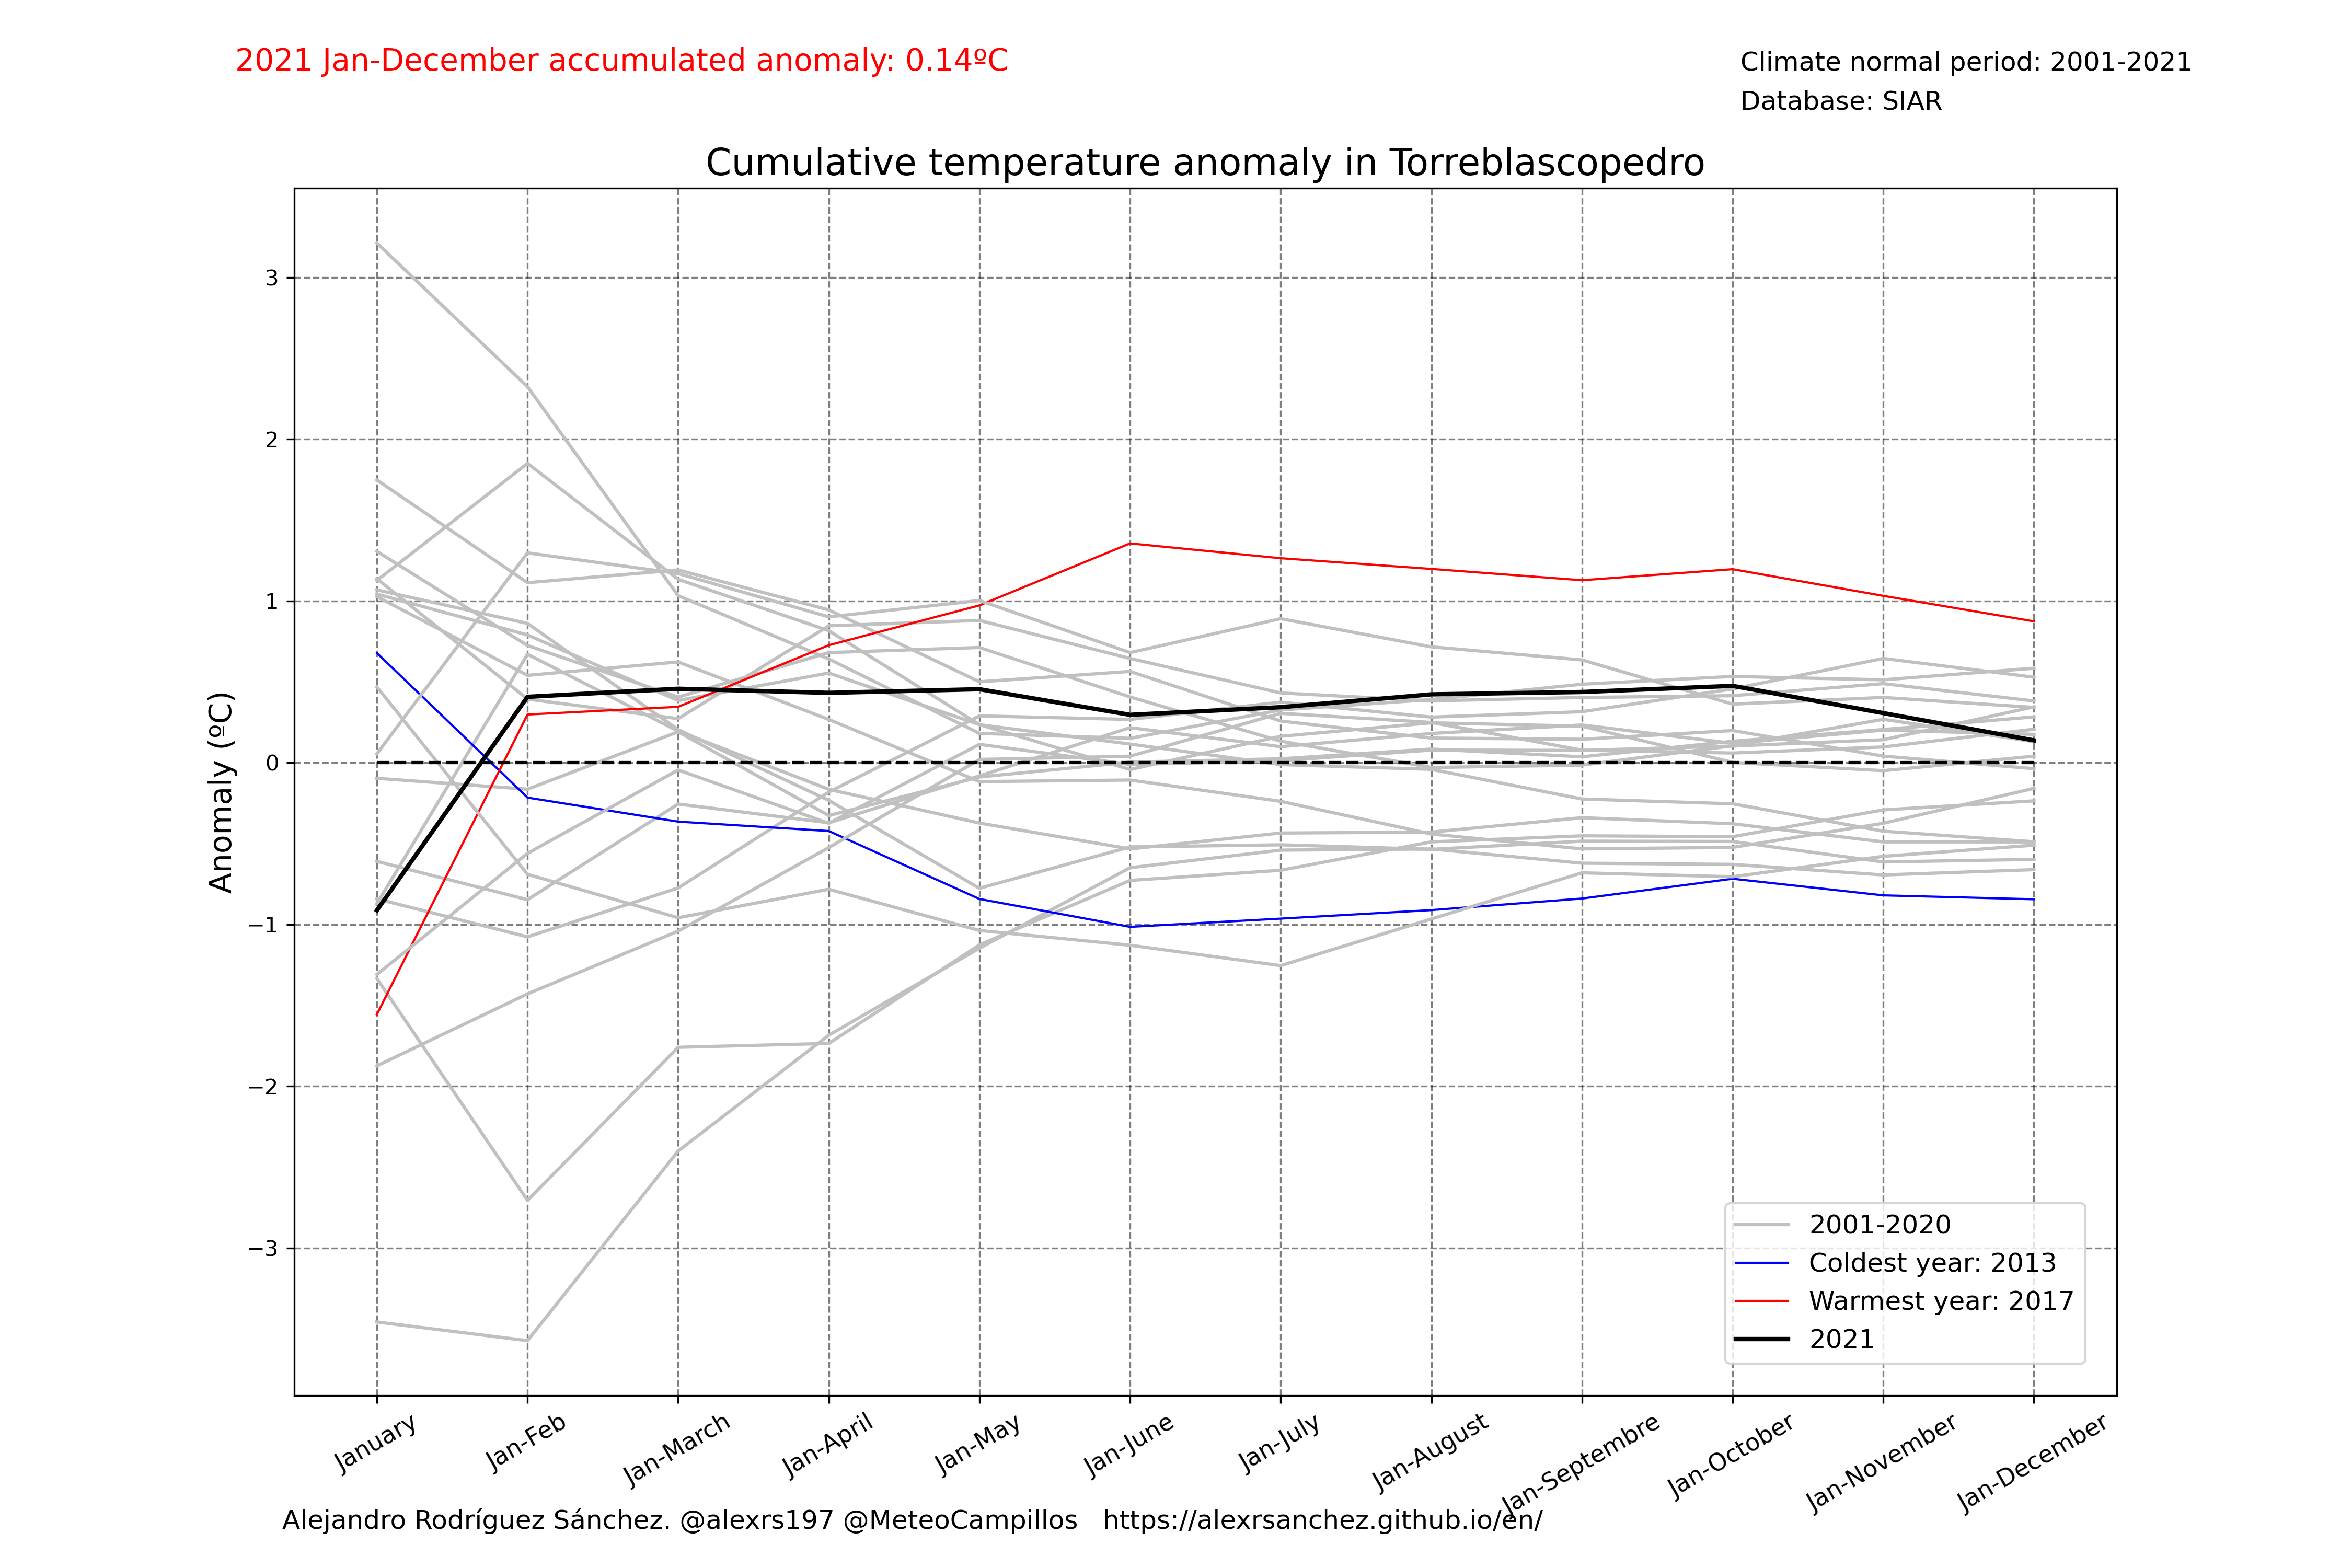 2021 Jan-December accumulated anomaly: 0.14ºC
Climate normal period: 2001-2021
Database: SIAR
Cumulative temperature anomaly in Torreblascopedro
Anomaly (ºC)
3
2
1
0
−1
−2
−3
2001-2020
Coldest year: 2013
Warmest year: 2017
2021
January
Jan-Feb
Jan-March
Jan-April
Jan-May
Jan-June
Jan-July
Jan-August
Jan-Septembre
Jan-October
Jan-November
Jan-December
Alejandro Rodríguez Sánchez. @alexrs197 @MeteoCampillos https://alexrsanchez.github.io/en/